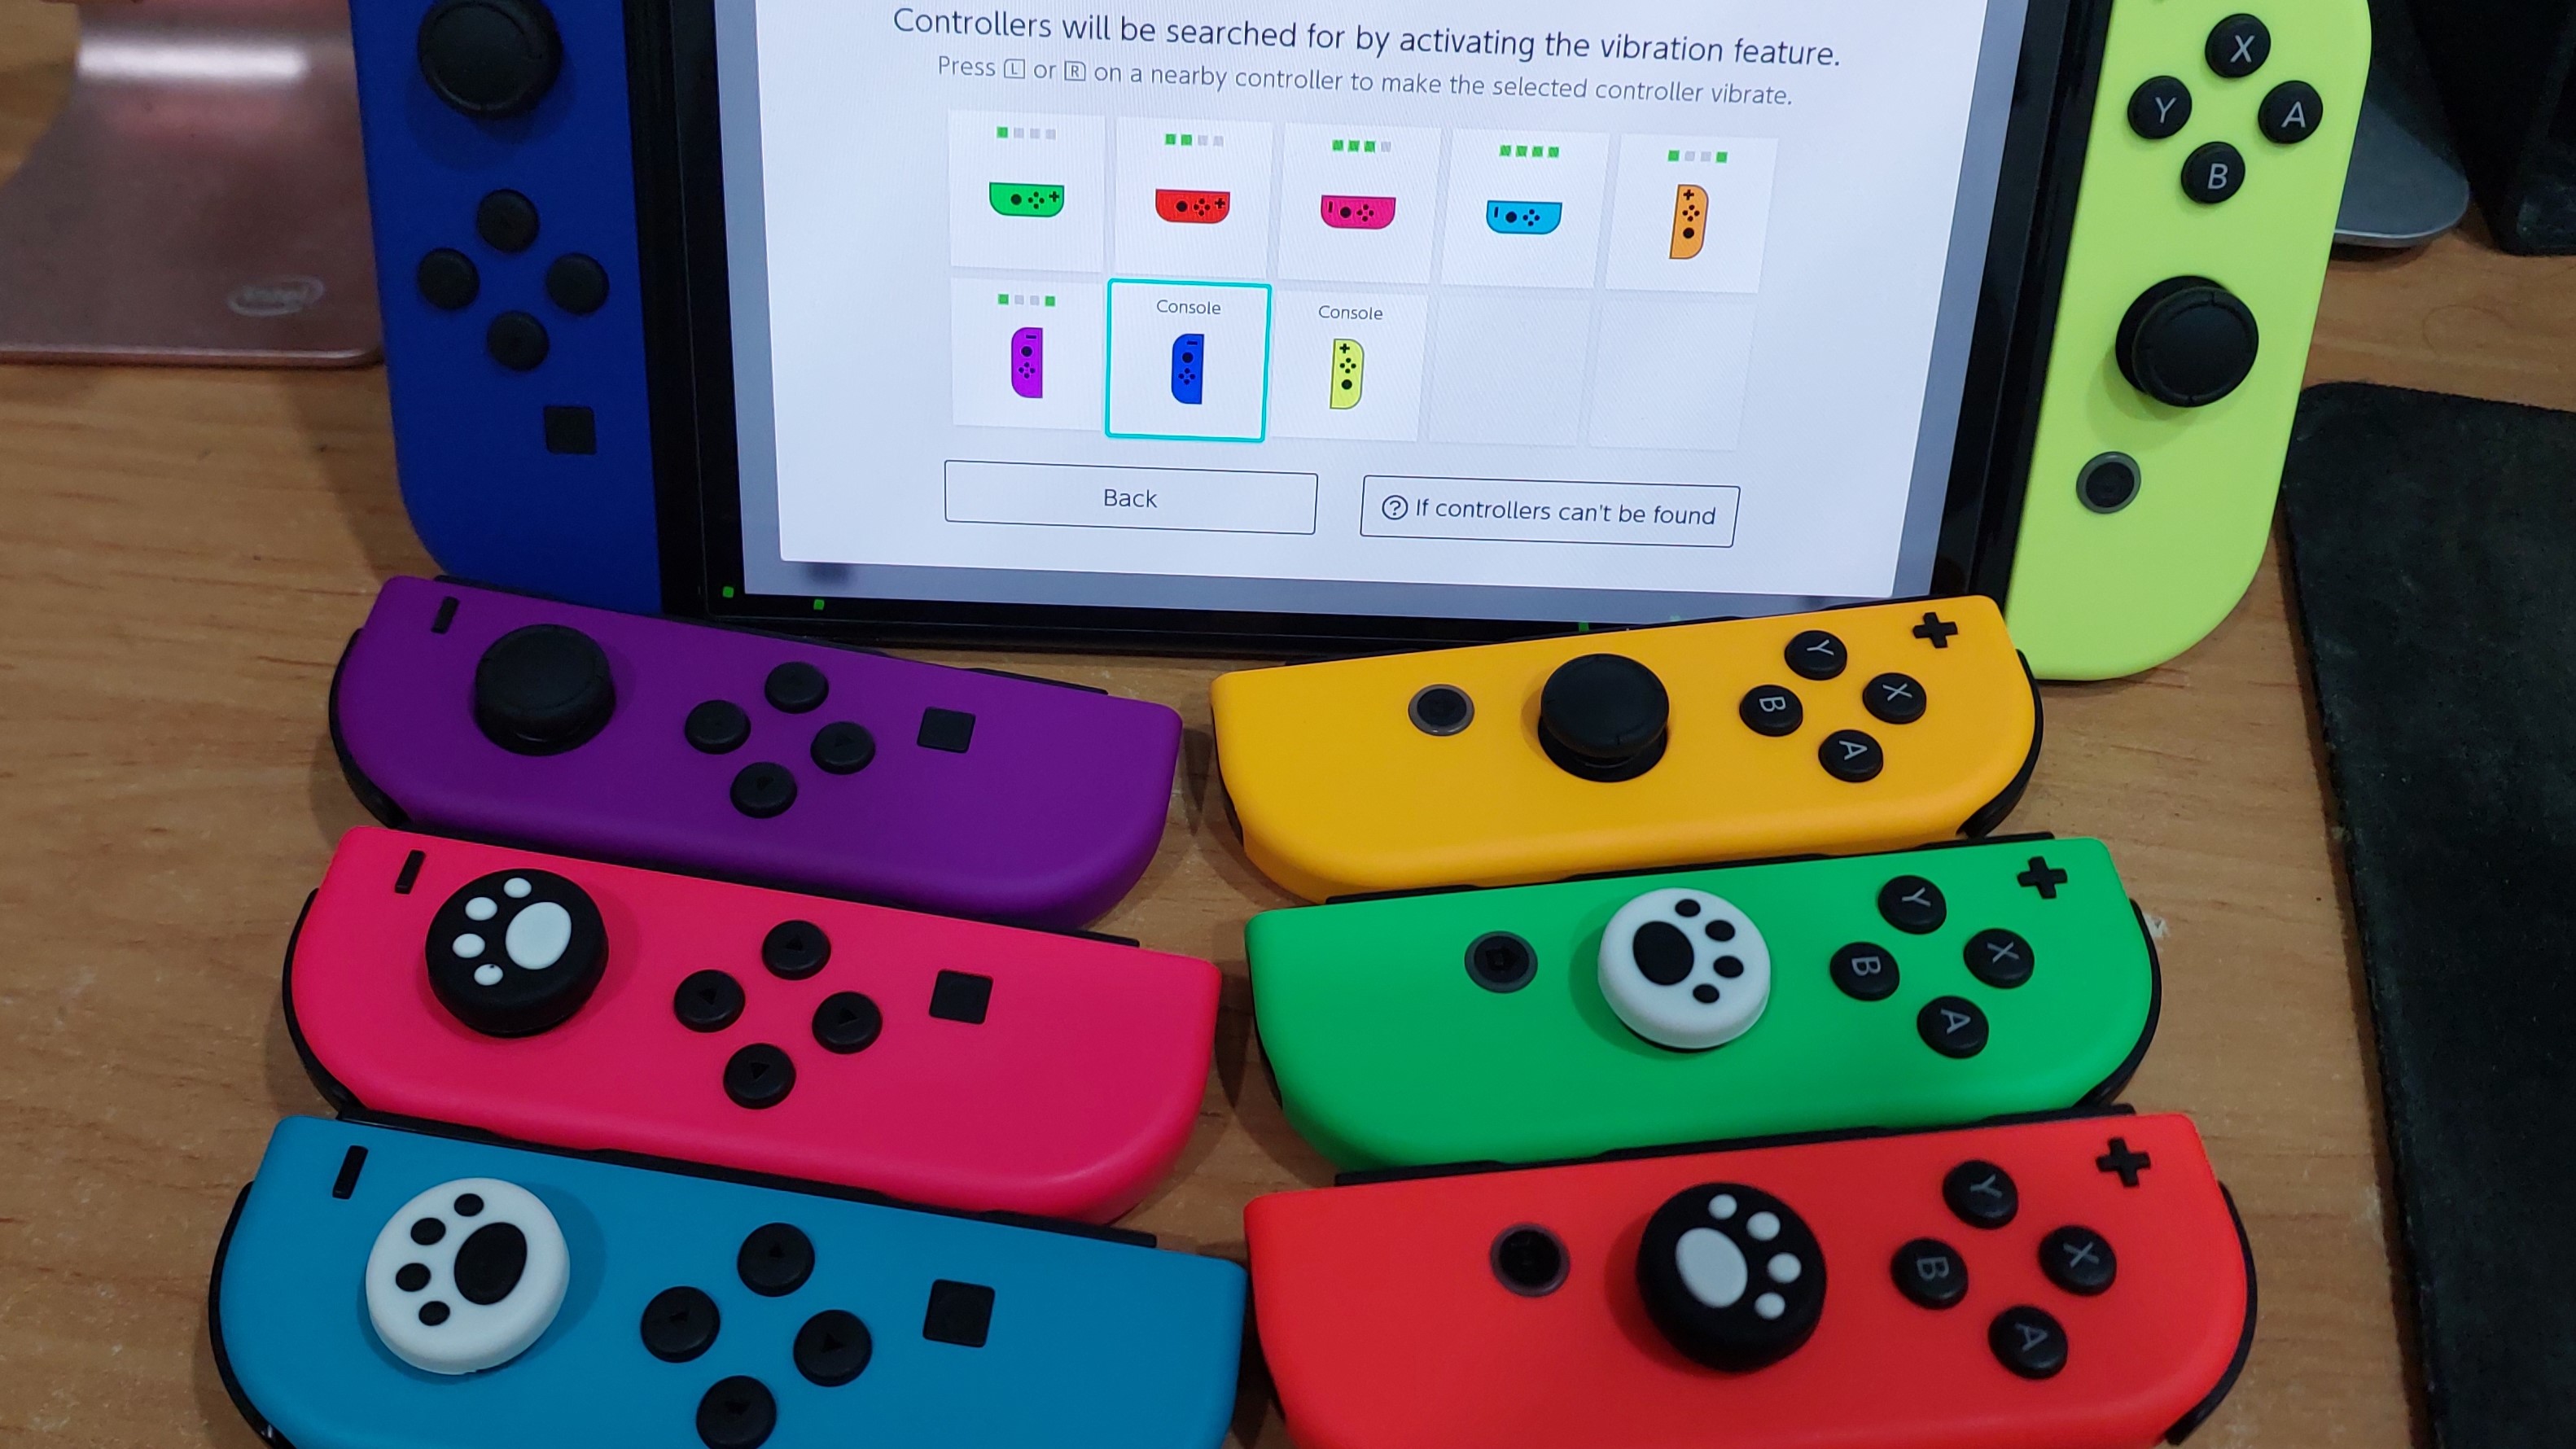 Controllers will be searched for by activating the vibration feature.
Press L or R on a nearby controller to make the selected controller vibrate.
Console
Console
Back
? If controllers can't be found
X
Y
A
B
Y
X
B
A
Y
X
B
A
Y
X
B
A
intel